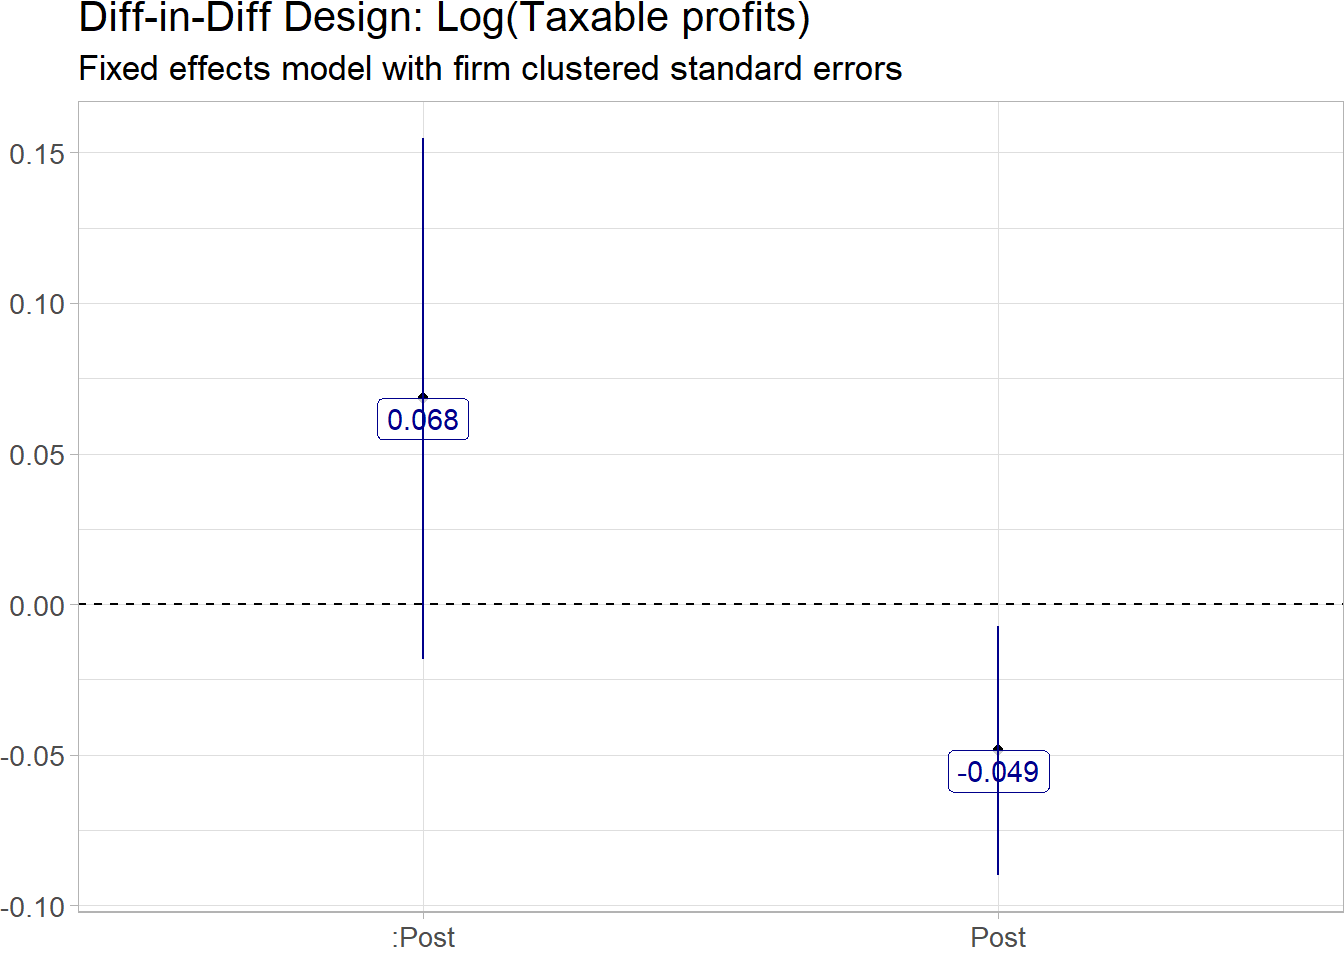 Diff-in-Diff Design: Log(Taxable profits)
Fixed effects model with firm clustered standard errors
0.15
0.10
0.068
0.05
0.00
-0.05
-0.049
-0.10
:Post Post